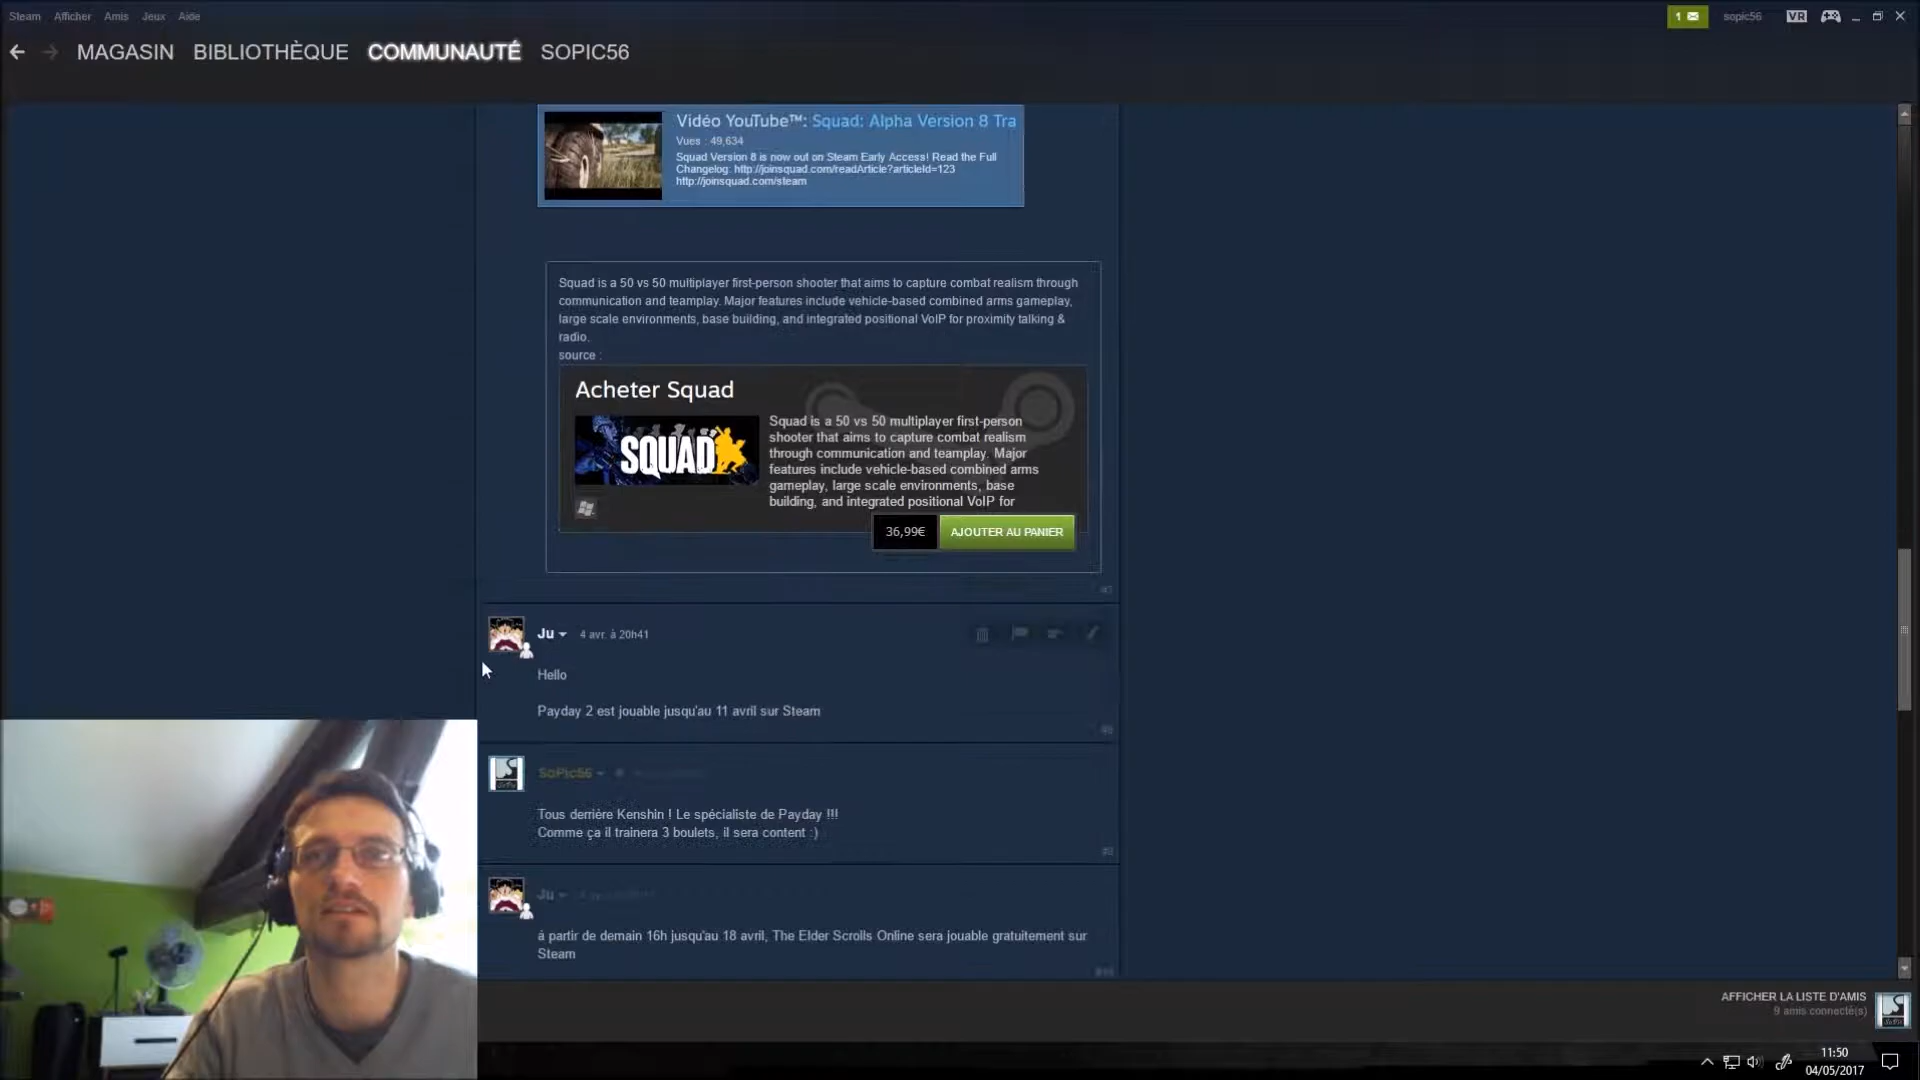 Steam Afficher Amis Jeux Aide
1 sopic56 VR
MAGASIN BIBLIOTHÈQUE COMMUNAUTÉ SOPIC56
Vidéo YouTube™: Squad: Alpha Version 8 Tra
Vues : 49,634
Squad Version 8 is now out on Steam Early Access! Read the Full
Changelog: http://joinsquad.com/readArticle?articleId=123
http://joinsquad.com/steam
Squad is a 50 vs 50 multiplayer first-person shooter that aims to capture combat realism through
communication and teamplay. Major features include vehicle-based combined arms gameplay,
large scale environments, base building, and integrated positional VoIP for proximity talking &
radio.
source :
Acheter Squad
SQUAD
Squad is a 50 vs 50 multiplayer first-person
shooter that aims to capture combat realism
through communication and teamplay. Major
features include vehicle-based combined arms
gameplay, large scale environments, base
building, and integrated positional VoIP for
36,99€ AJOUTER AU PANIER
Ju 4 avr. à 20h41
Hello
Payday 2 est jouable jusqu'au 11 avril sur Steam
SoPic56
Tous derrière Kenshin ! Le spécialiste de Payday !!!
Comme ça il trainera 3 boulets, il sera content :)
Ju
á partir de demain 16h jusqu'au 18 avril, The Elder Scrolls Online sera jouable gratuitement sur
Steam
AFFICHER LA LISTE D'AMIS
9 amis connecté(s)
11:50
04/05/2017